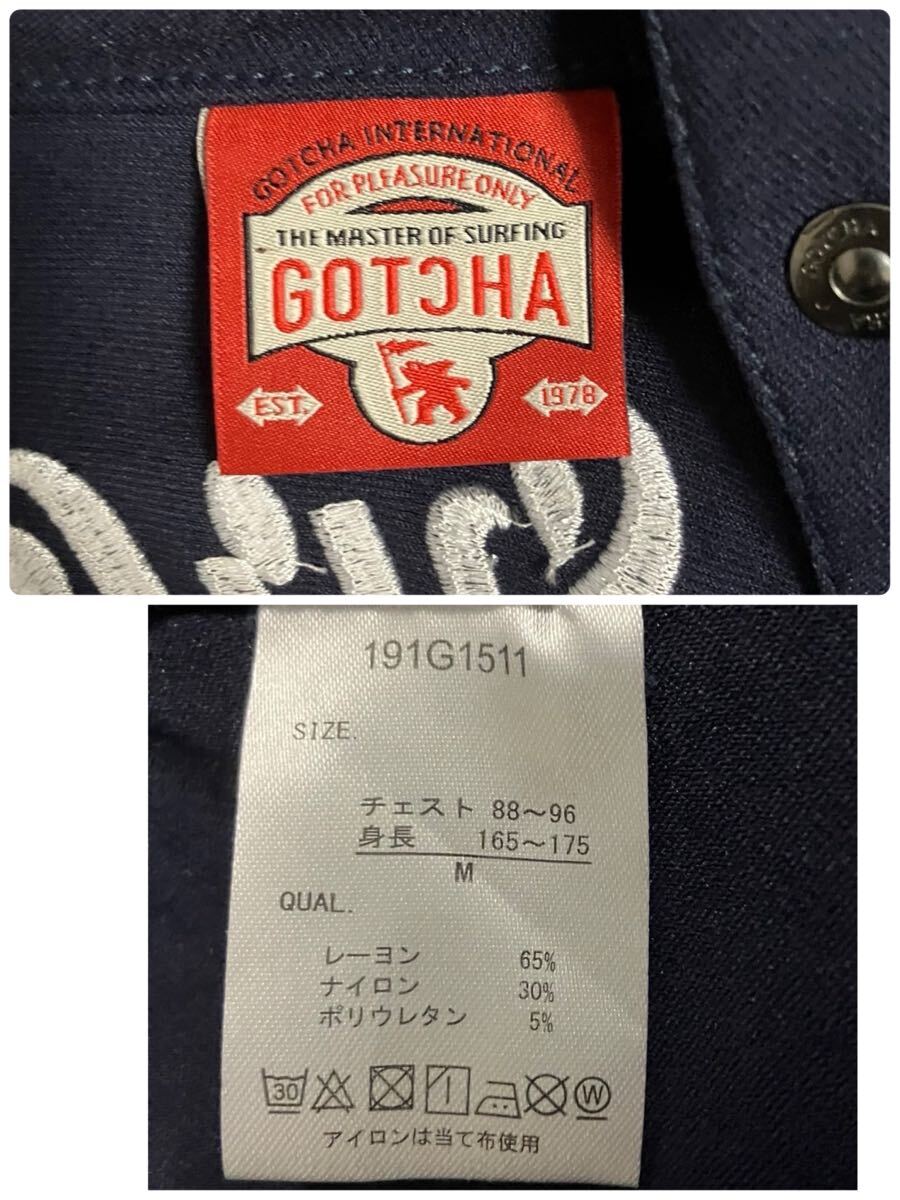 GOTCHA INTERNATIONAL
FOR PLEASURE ONLY
THE MASTER OF SURFING
GOTCHA
EST. 1978
191G1511
SIZE.
チェスト 88～96
身長 165～175
M
QUAL.
レーヨン 65%
ナイロン 30%
ポリウレタン 5%
30
W
アイロンは当て布使用